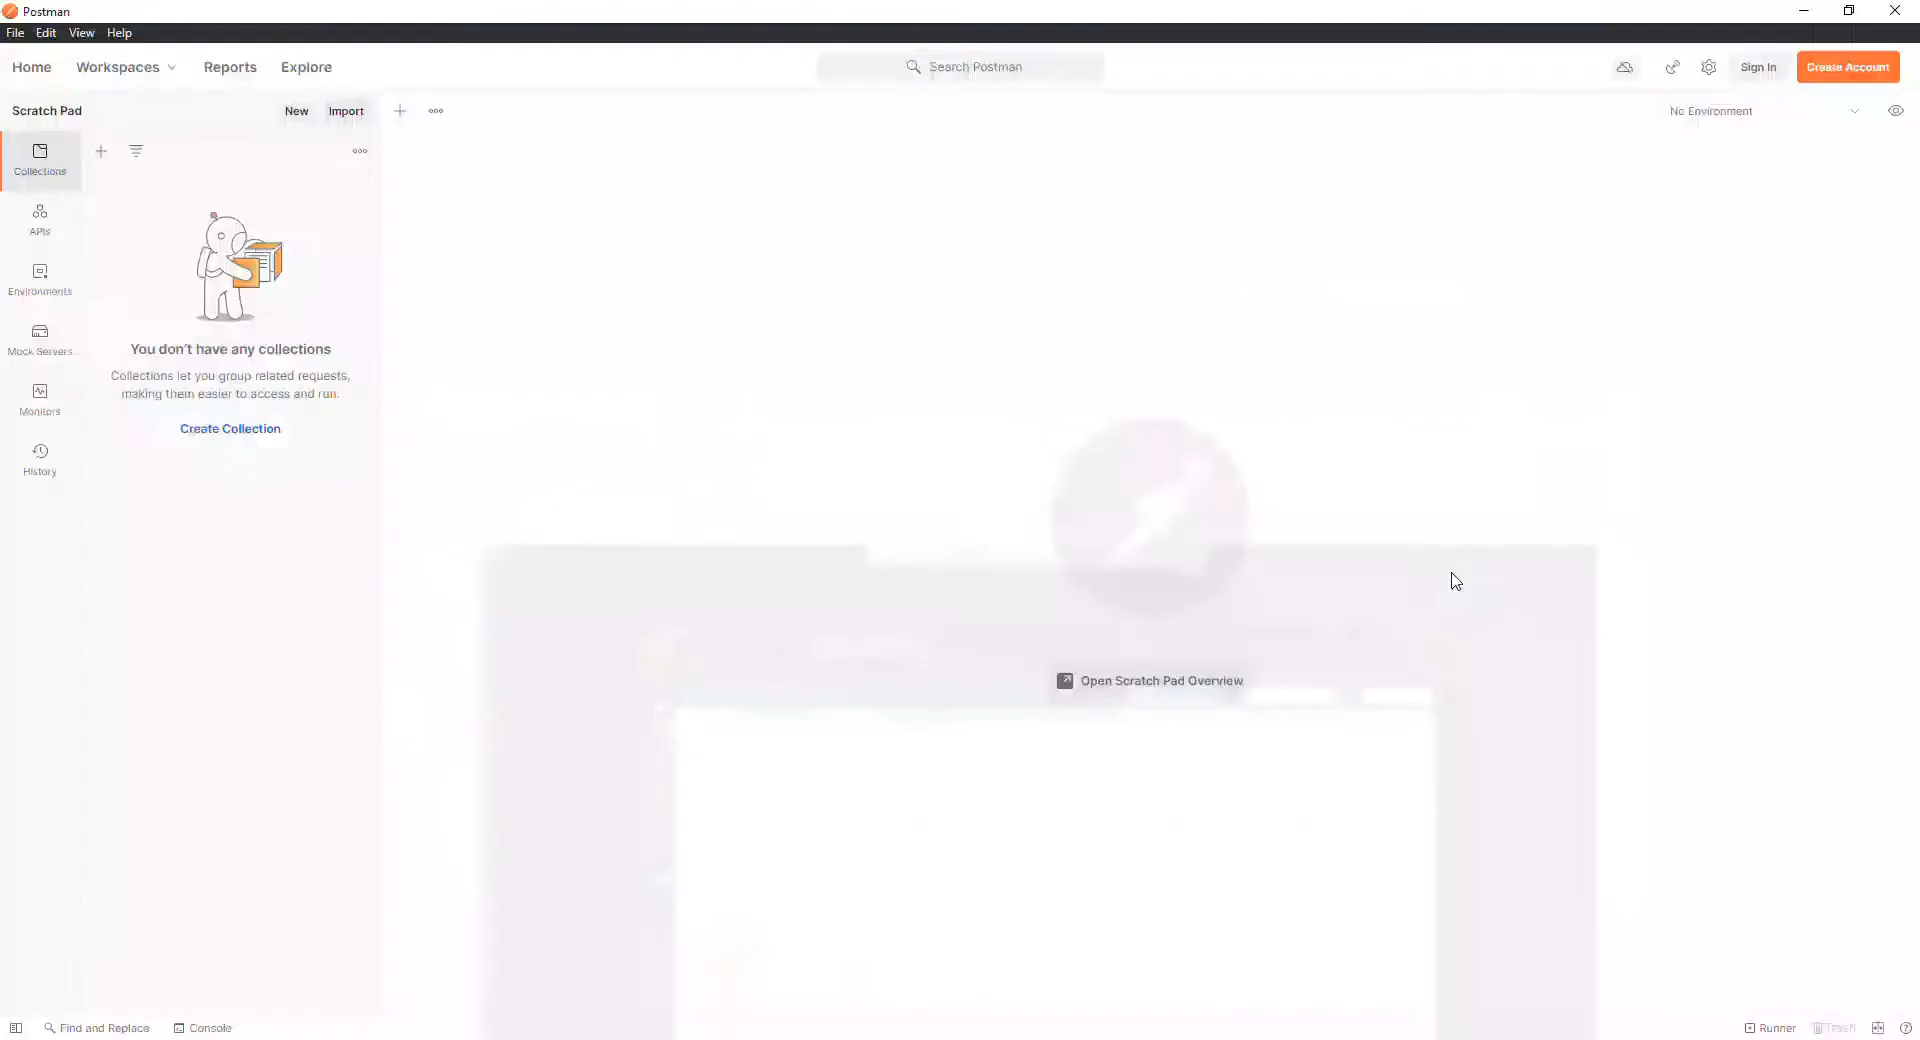 Postman
File Edit View Help
Home Workspaces Reports Explore
Search Postman
Sign In
Create Account
Scratch Pad
New
Import
No Environment
Collections
APIs
Environments
Mock Servers
Monitors
History
You don't have any collections
Collections let you group related requests,
making them easier to access and run.
Create Collection
Open Scratch Pad Overview
Find and Replace
Console
Runner
Trash